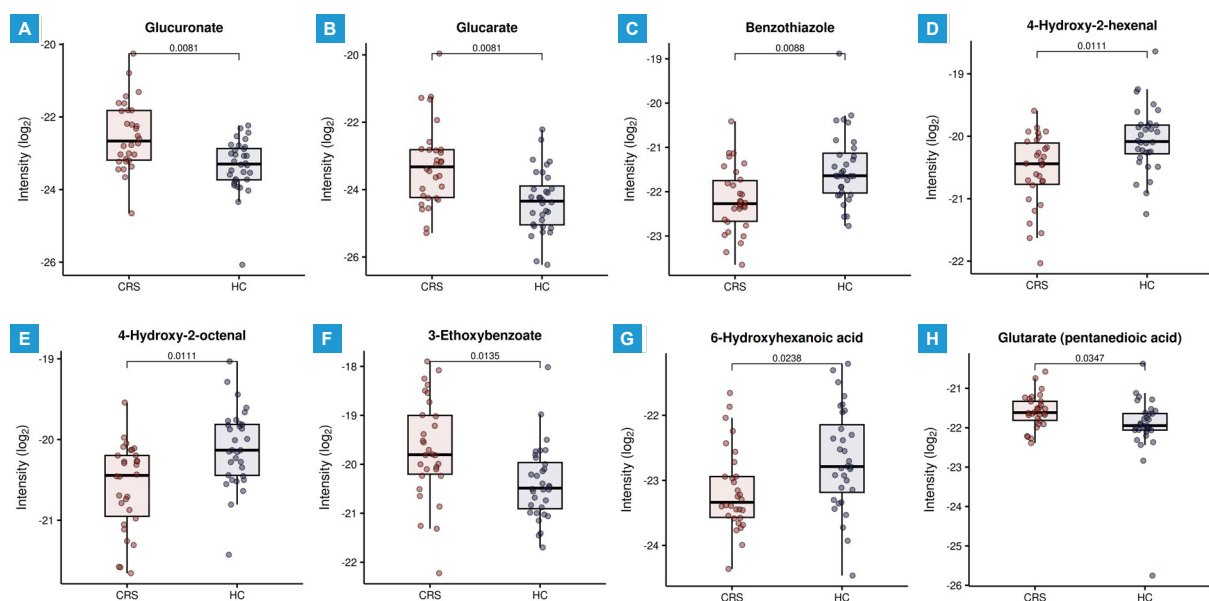 A
Glucuronate
0.0081
Intensity (log2)
-20
-22
-24
-26
CRS
HC
B
Glucarate
0.0081
Intensity (log2)
-20
-22
-24
-26
CRS
HC
C
Benzothiazole
0.0088
Intensity (log2)
-19
-20
-21
-22
-23
CRS
HC
D
4-Hydroxy-2-hexenal
0.0111
Intensity (log2)
-19
-20
-21
-22
CRS
HC
E
4-Hydroxy-2-octenal
0.0111
Intensity (log2)
-19
-20
-21
CRS
HC
F
3-Ethoxybenzoate
0.0135
Intensity (log2)
-18
-19
-20
-21
-22
CRS
HC
G
6-Hydroxyhexanoic acid
0.0238
Intensity (log2)
-22
-23
-24
CRS
HC
H
Glutarate (pentanedioic acid)
0.0347
Intensity (log2)
-21
-22
-23
-24
-25
-26
CRS
HC